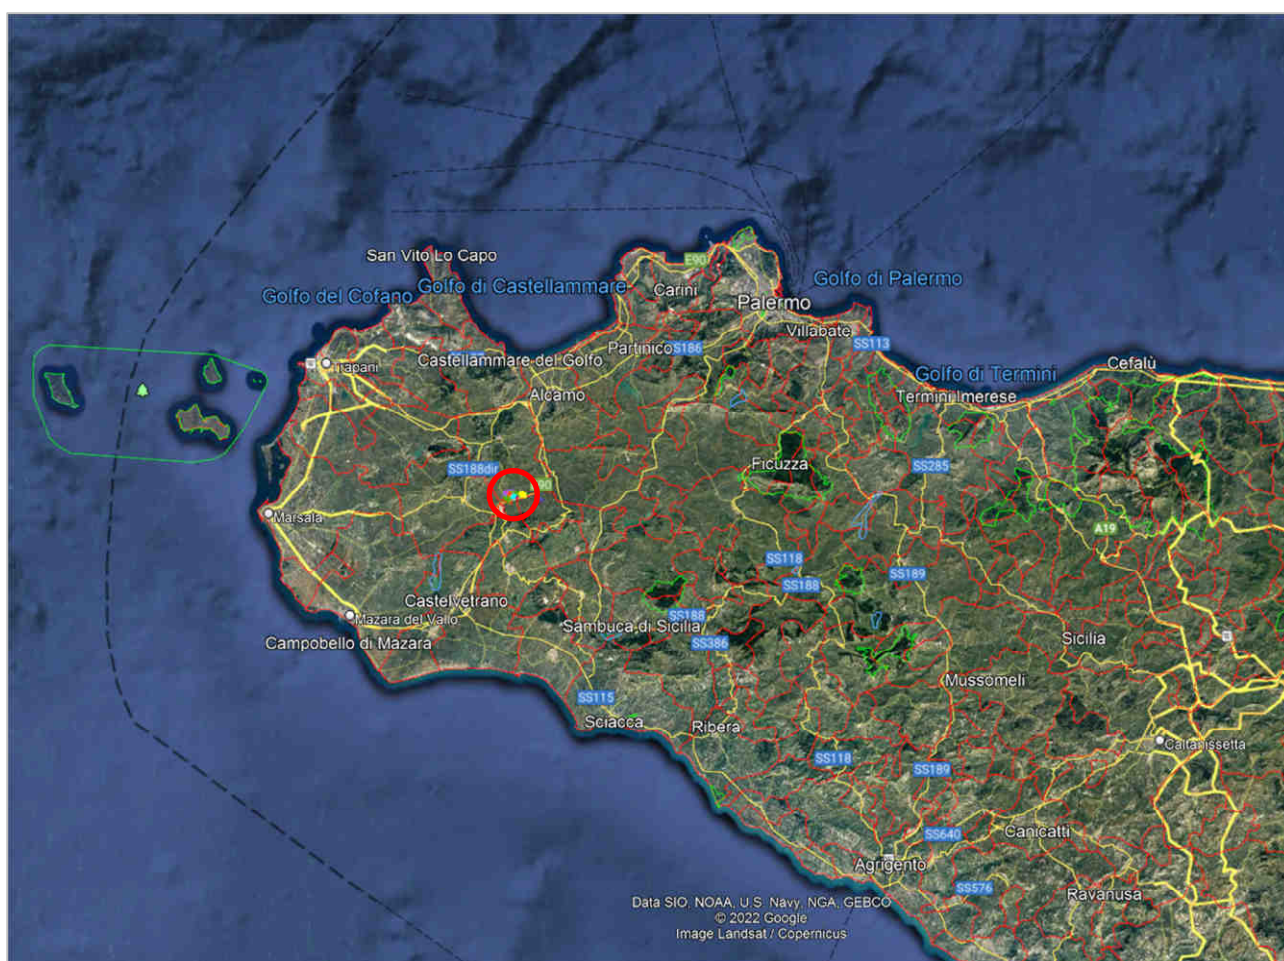 San Vito Lo Capo
E90
Golfo di Palermo
Golfo di Castellammare
Golfo del Cofano
Carini
Palermo
Villabate
SS113
Partinico
S186
Castellammare del Golfo
Cefalù
Golfo di Termini
Alcamo
Termini Imerese
SS188dir
Ficuzza
SS285
Marsala
A19
SS118
SS189
SS188
Castelvetrano
Mazara del Vallo
SS188
Sambuca di Sicilia
SS386
Sicilia
Campobello di Mazara
Mussomeli
SS115
Sciacca
Ribera
Caltanissetta
SS118
SS189
SS640
Canicatti
Agrigento
SS576
Ravanusa
Data SIO, NOAA, U.S. Navy, NGA, GEBCO
© 2022 Google
Image Landsat / Copernicus